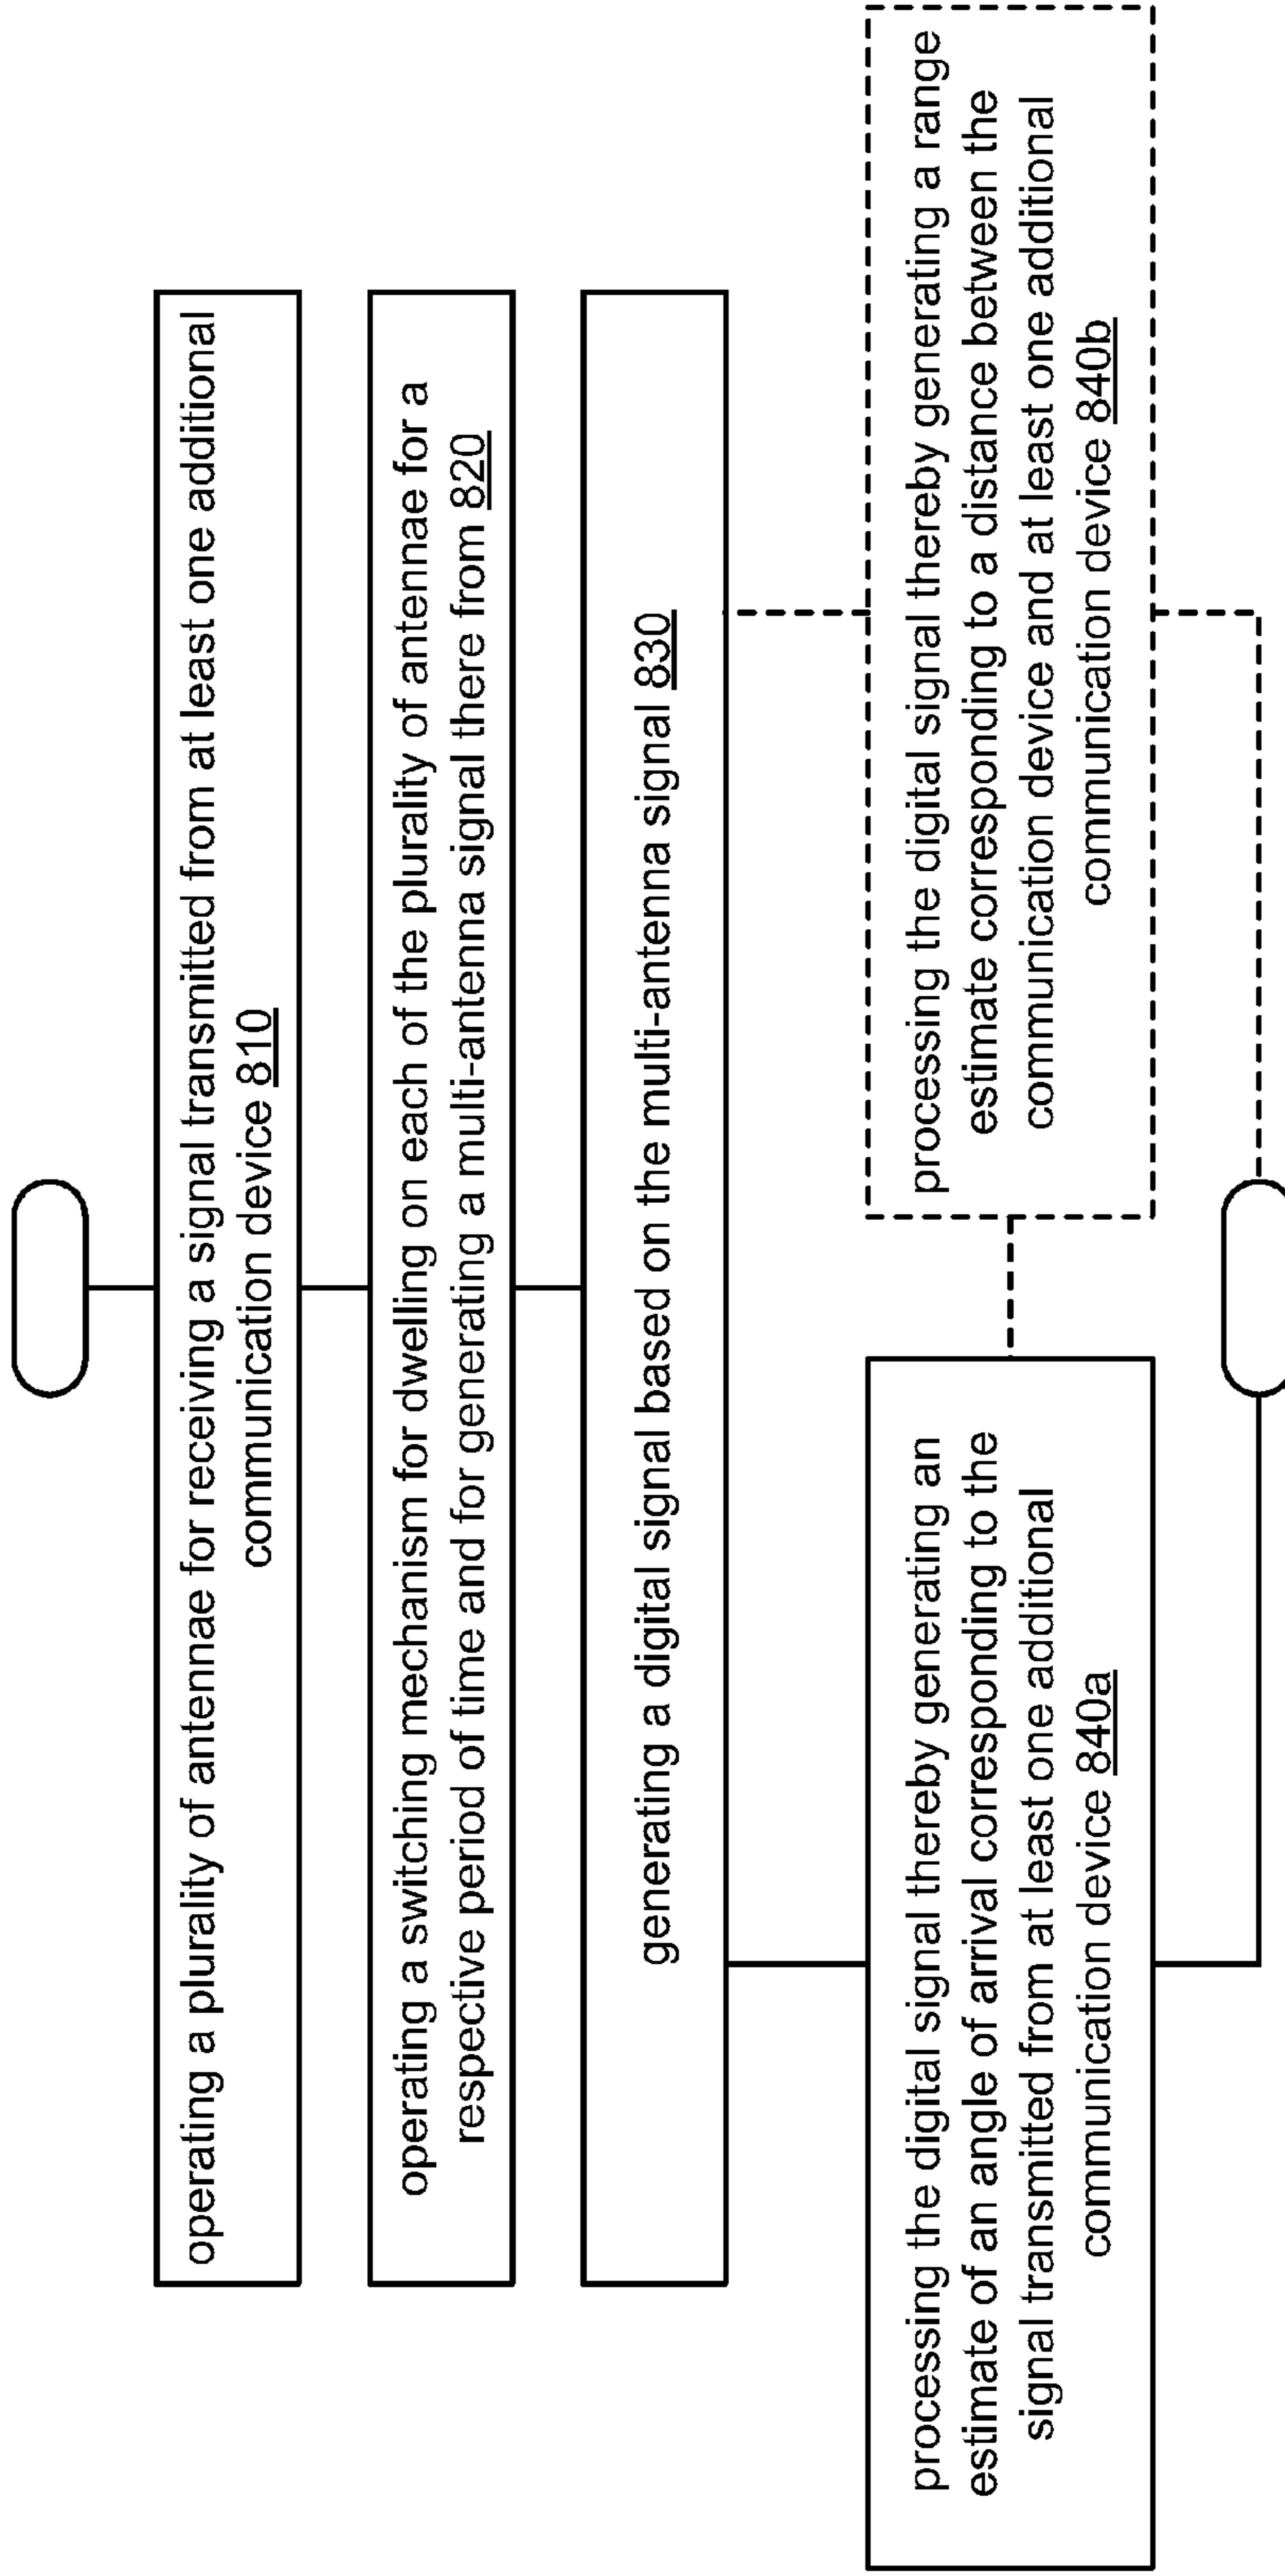 operating a plurality of antennae for receiving a signal transmitted from at least one additional
communication device 810
operating a switching mechanism for dwelling on each of the plurality of antennae for a
respective period of time and for generating a multi-antenna signal there from 820
generating a digital signal based on the multi-antenna signal 830
processing the digital signal thereby generating an
estimate of an angle of arrival corresponding to the
signal transmitted from at least one additional
communication device 840a
processing the digital signal thereby generating a range
estimate corresponding to a distance between the
communication device and at least one additional
communication device 840b